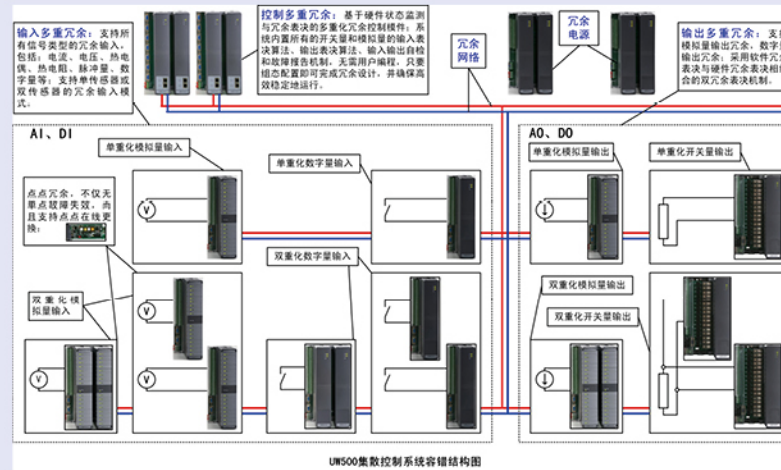 输入多重冗余：支持所
有信号类型的冗余输入，
包括：电流、电压、热电
偶、热电阻、脉冲量、数
字量等；支持单传感器或
双传感器的冗余输入模
式。
控制多重冗余：基于硬件状态监测
与冗余表决的多重化冗余控制模件；系
统内置所有的开关量和模拟量的输入表
决算法、输出表决算法、输入输出自检
和故障报告机制，无需用户编程，只要
组态配置即可完成冗余设计，并确保高
效稳定地运行。
冗余
网络
冗余
电源
输出多重冗余：支
模拟量输出冗余，数字
输出冗余；采用软件冗
表决与硬件冗余表决相
合的双冗余表决机制。
AI、DI
单重化模拟量输入
单重化数字量输入
点点冗余，不仅无
单点故障失效，而
且支持点点在线更
换；
双重化数字量输入
双重化模
拟量输入
AO、DO
单重化模拟量输出
单重化开关量输出
双重化模拟量输出
双重化开关量输出
V
V
V
V
UW500集散控制系统容错结构图